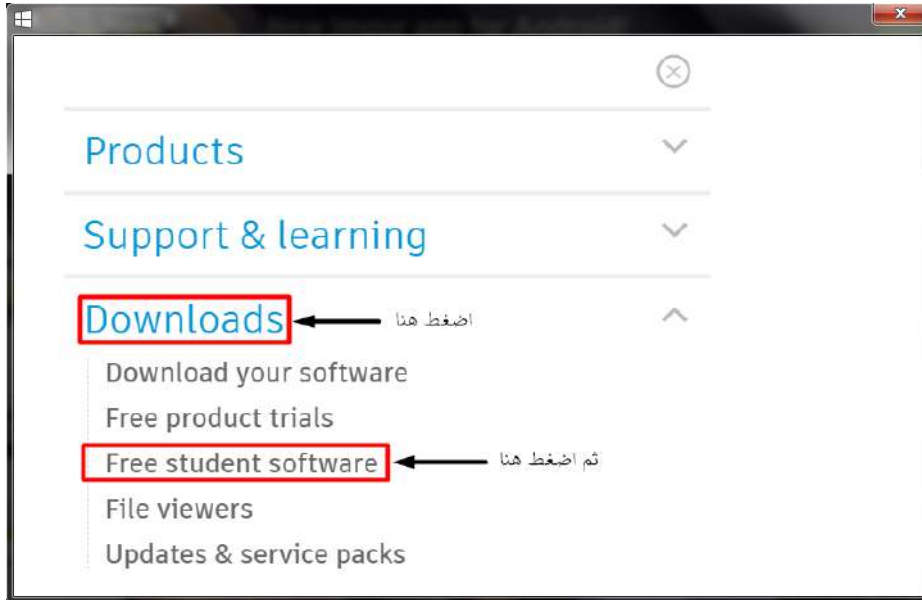 Products
Support & learning
Downloads
اضغط هنا
Download your software
Free product trials
Free student software
ثم اضغط هنا
File viewers
Updates & service packs